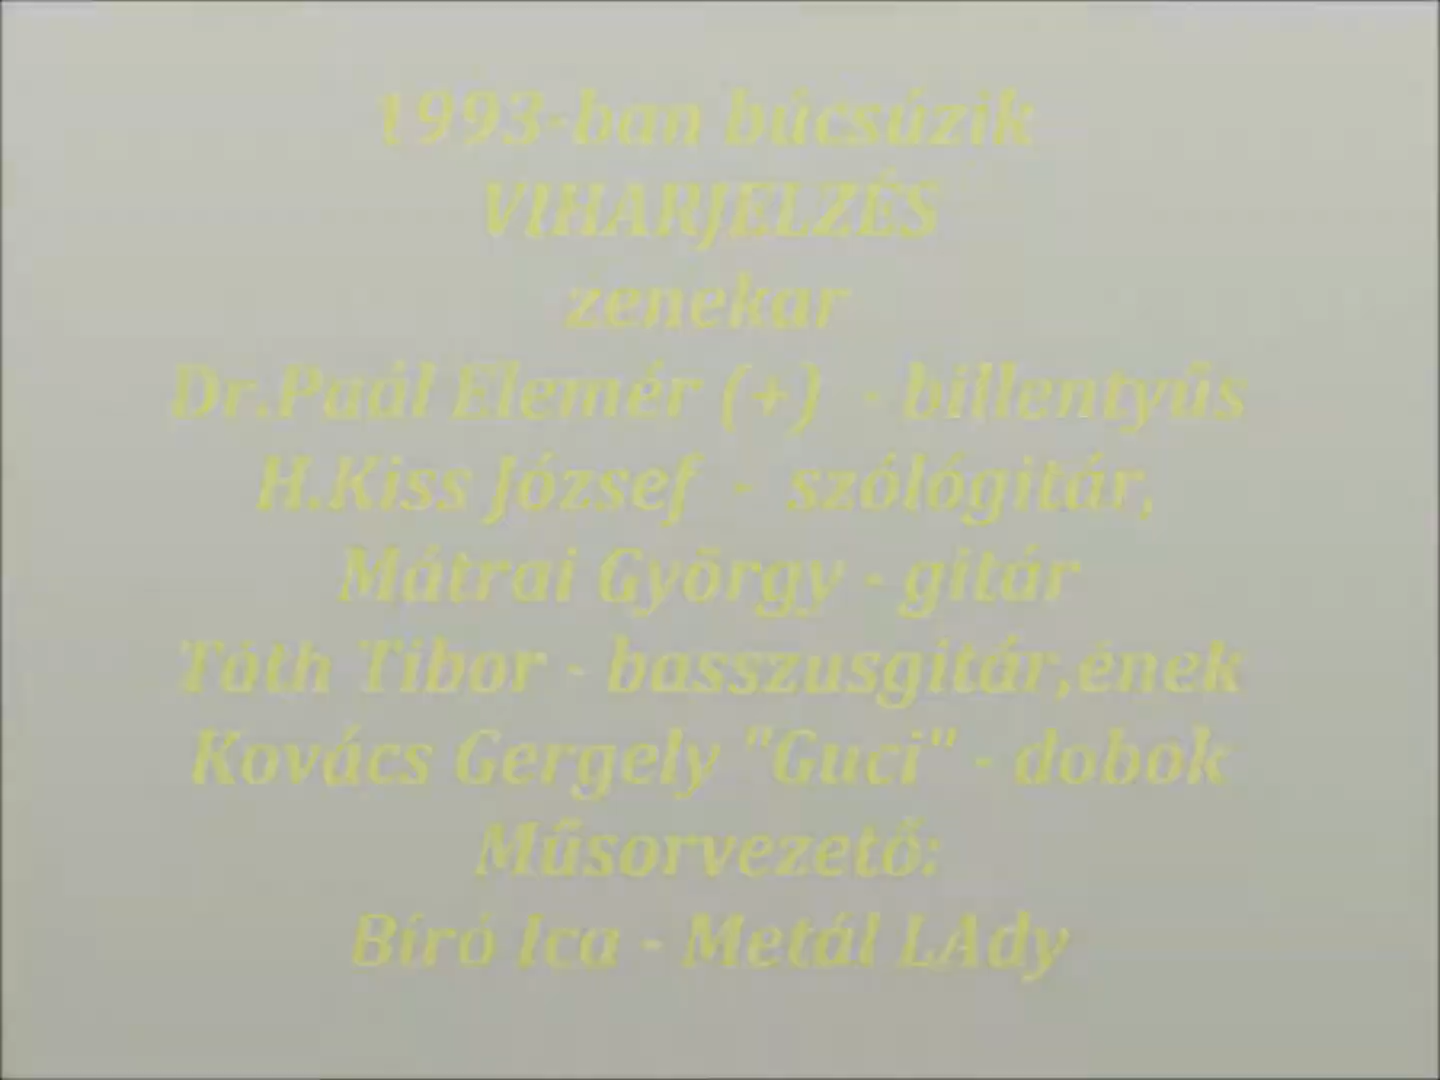 1993-ban búcsúzik
VIHARJELZÉS
zenekar
Dr.Paál Elemér (+)  - billentyűs
H.Kiss József  -  szólógitár,
Mátrai György - gitár
Tóth Tibor - basszusgitár,ének
Kovács Gergely "Guci" - dobok
Műsorvezető:
Bíró Ica - Metál LAdy